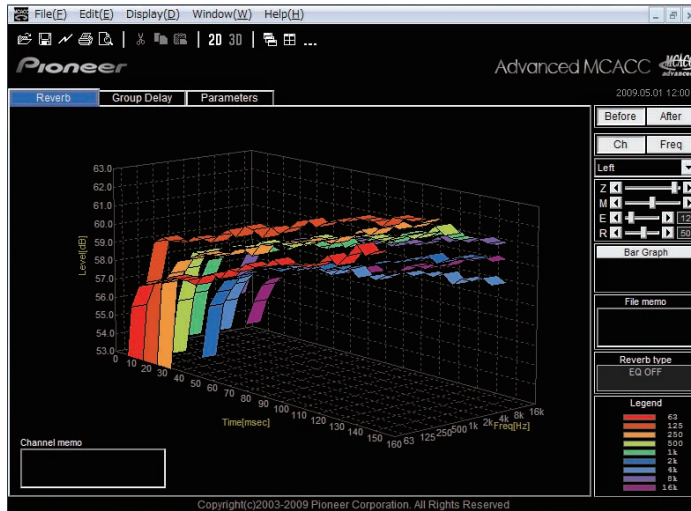 File(F) Edit(E) Display(D) Window(W) Help(H)
2D 3D ...
Pioneer
Advanced MCACC
MCACC
advanced
Reverb Group Delay Parameters
2009.05.01 12:00
Before After
Ch Freq
Left
Z
M
E 12
R 50
Bar Graph
File memo
Reverb type
EQ OFF
Legend
63
125
250
500
1k
2k
4k
8k
16k
63.0
62.0
61.0
60.0
59.0
58.0
57.0
56.0
55.0
54.0
53.0
Level[dB]
0 10 20 30 40 50 60 70 80 90 100 110 120 130 140 150 160
Time[msec]
63 125 250 500 1k 2k 4k 8k 16k
Freq[Hz]
Channel memo
Copyright(c)2003-2009 Pioneer Corporation. All Rights Reserved